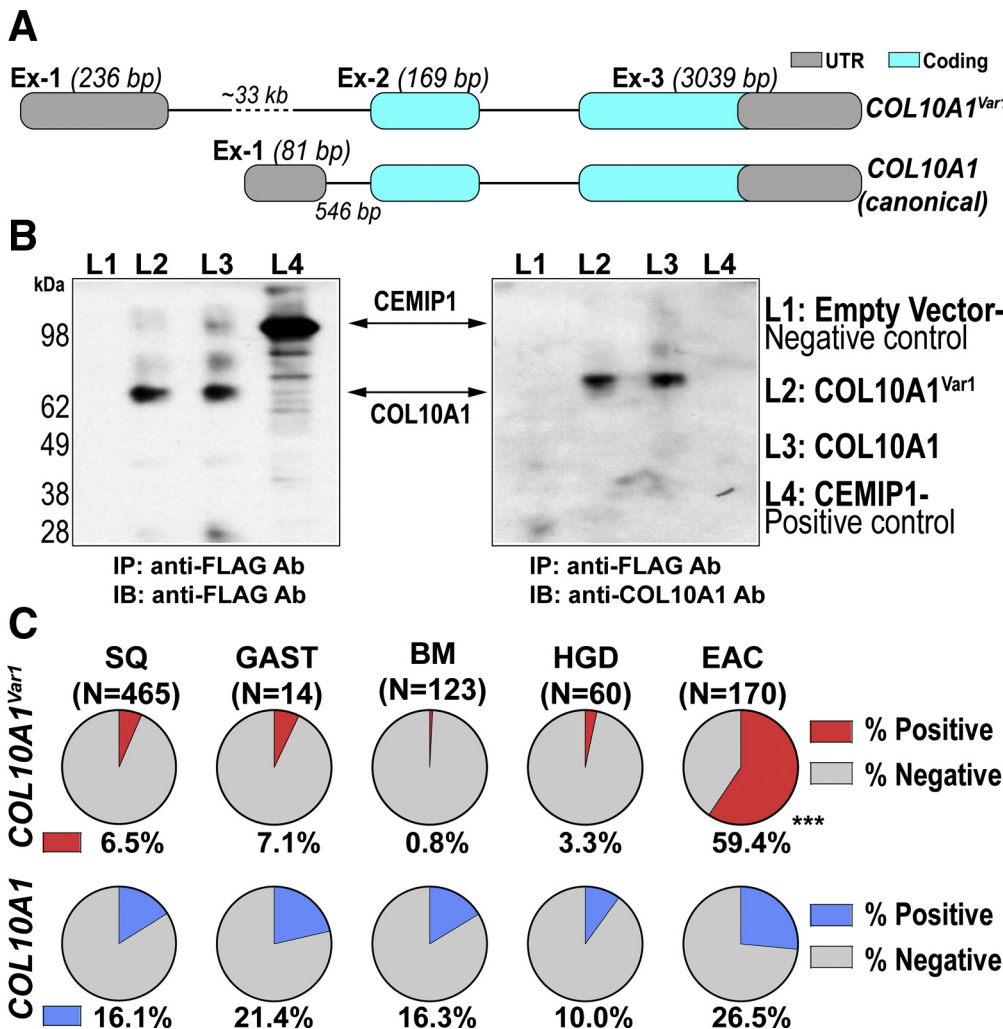 A
Ex-1 (236 bp)
~33 kb
Ex-2 (169 bp)
Ex-3 (3039 bp)
UTR
Coding
COL10A1Var1
Ex-1 (81 bp)
546 bp
COL10A1
(canonical)
B
L1 L2 L3 L4
kDa
98
62
49
38
28
CEMIP1
COL10A1
IP: anti-FLAG Ab
IB: anti-FLAG Ab
L1 L2 L3 L4
IP: anti-FLAG Ab
IB: anti-COL10A1 Ab
L1: Empty Vector-
Negative control
L2: COL10A1Var1
L3: COL10A1
L4: CEMIP1-
Positive control
C
SQ
(N=465)
GAST
(N=14)
BM
(N=123)
HGD
(N=60)
EAC
(N=170)
COL10A1Var1
% Positive
% Negative
***
6.5% 7.1% 0.8% 3.3% 59.4%
COL10A1
% Positive
% Negative
16.1% 21.4% 16.3% 10.0% 26.5%